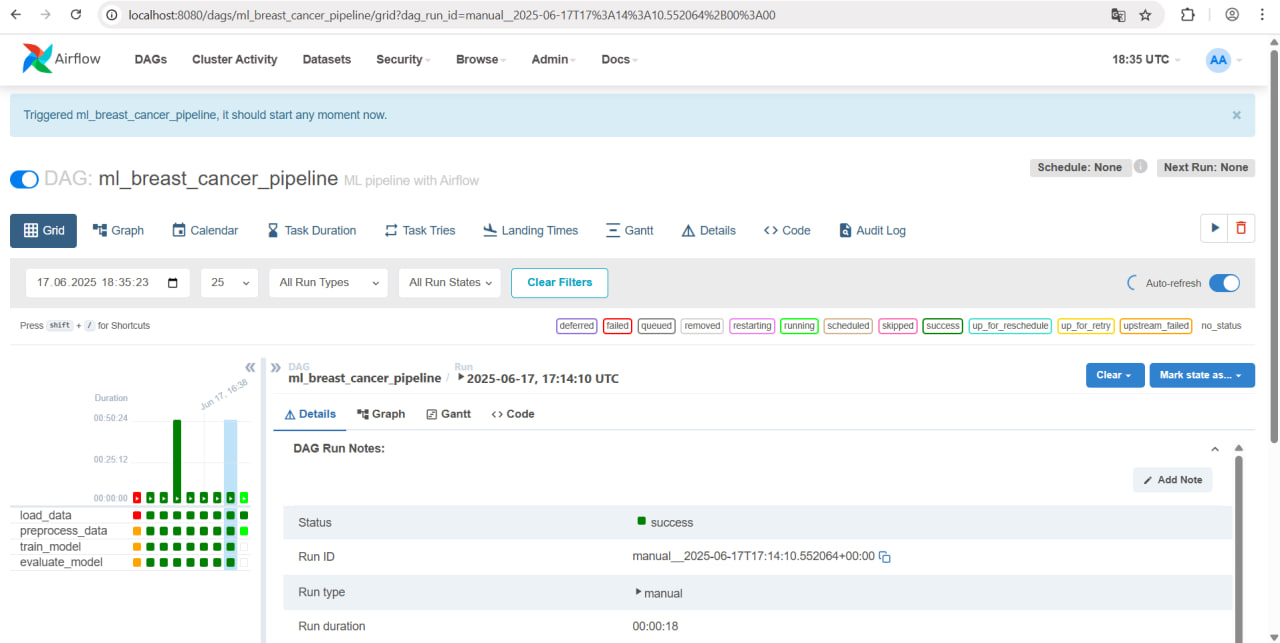 localhost:8080/dags/ml_breast_cancer_pipeline/grid?dag_run_id=manual__2025-06-17T17%3A14%3A10.552064%2B00%3A00
Airflow DAGs Cluster Activity Datasets Security Browse Admin Docs 18:35 UTC AA
Triggered ml_breast_cancer_pipeline, it should start any moment now. ×
Schedule: None i Next Run: None
DAG: ml_breast_cancer_pipeline ML pipeline with Airflow
Grid Graph Calendar Task Duration Task Tries Landing Times Gantt Details <> Code Audit Log
17.06.2025 18:35:23 25 All Run Types All Run States Clear Filters Auto-refresh
Press shift + / for Shortcuts deferred failed queued removed restarting running scheduled skipped success up_for_reschedule up_for_retry upstream_failed no_status
DAG Run
ml_breast_cancer_pipeline / 2025-06-17, 17:14:10 UTC Clear Mark state as...
Jun 17, 16:38
Duration
00:50:24
00:25:12
00:00:00
load_data
preprocess_data
train_model
evaluate_model
Details Graph Gantt <> Code
DAG Run Notes:
Add Note
Status success
Run ID manual__2025-06-17T17:14:10.552064+00:00
Run type manual
Run duration 00:00:18